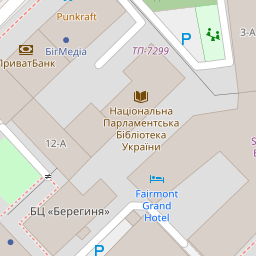 Punkraft
P
3-А
БігМедіа
ТП-7299
ПриватБанк
Національна
Парламентська
Бібліотека
України
12-А
Fairmont
Grand
Hotel
БЦ «Берегиня»
P